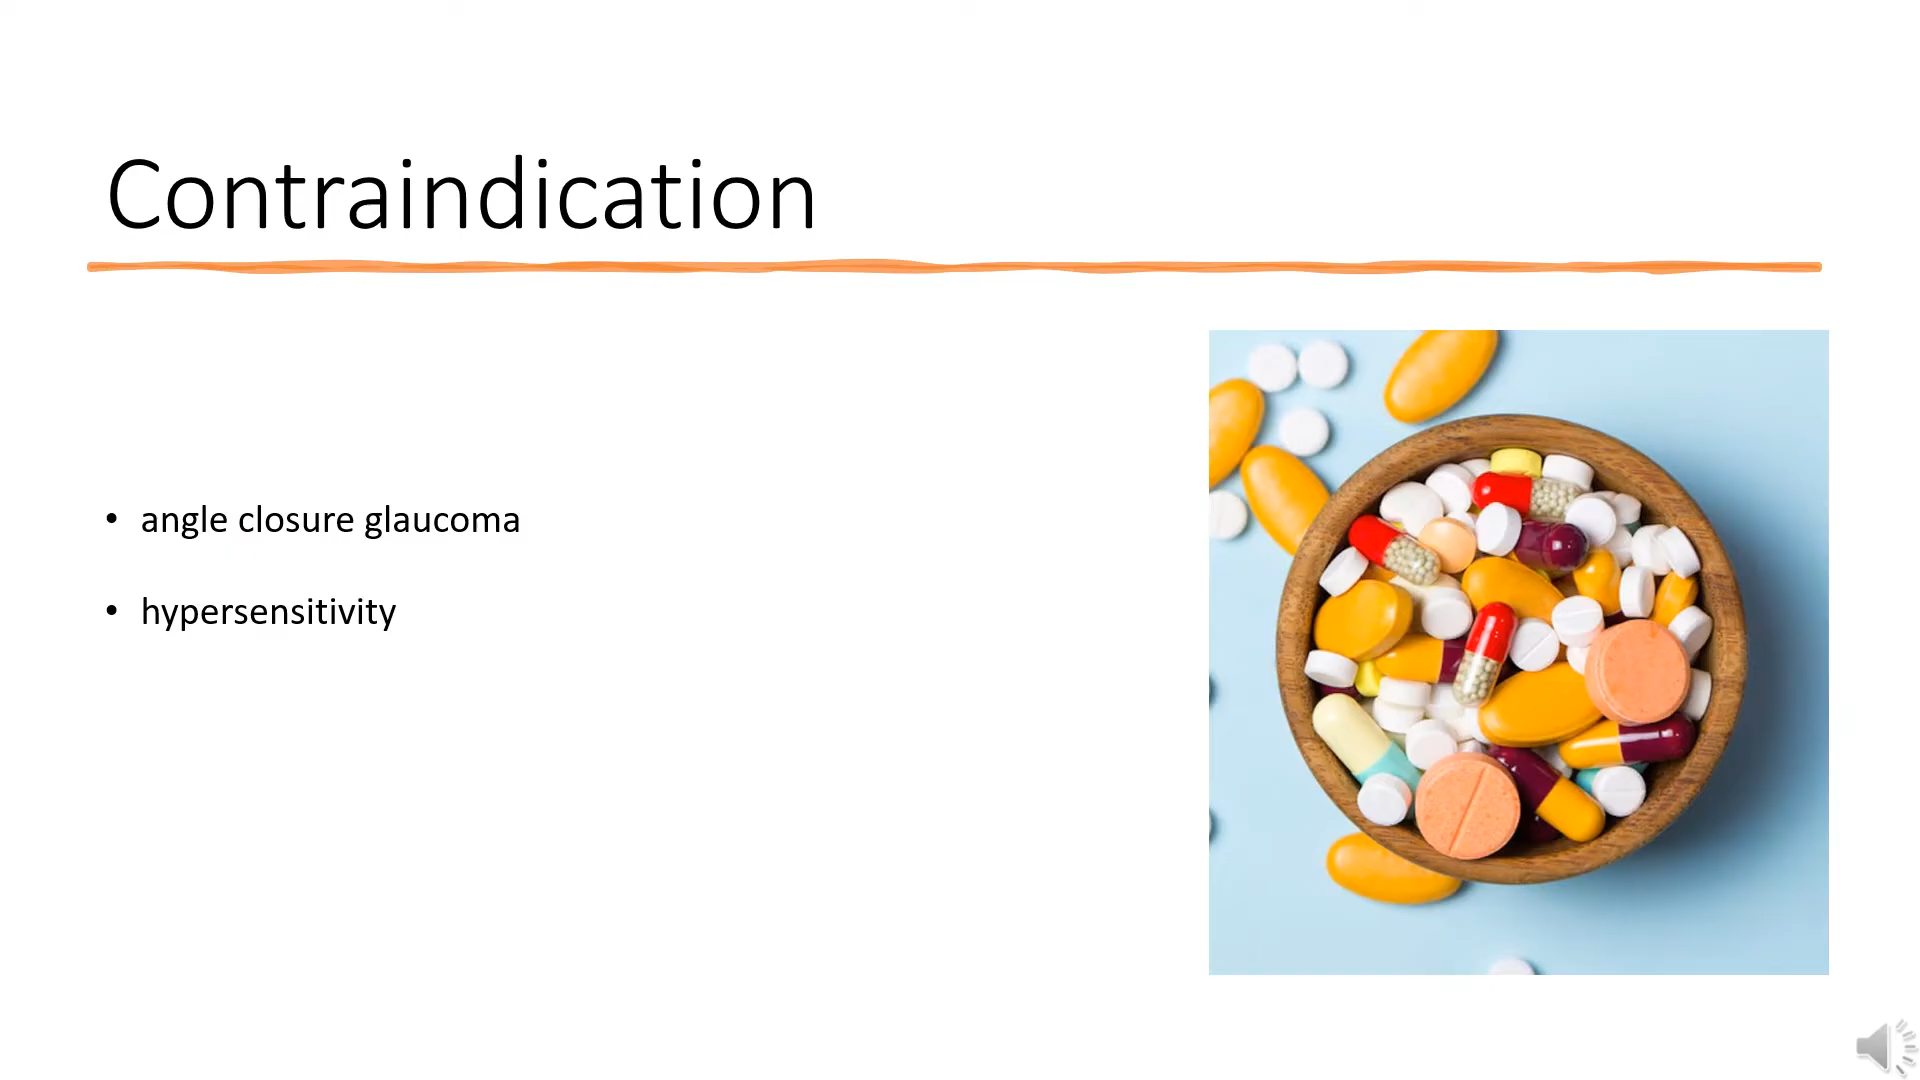 Contraindication
• angle closure glaucoma
• hypersensitivity